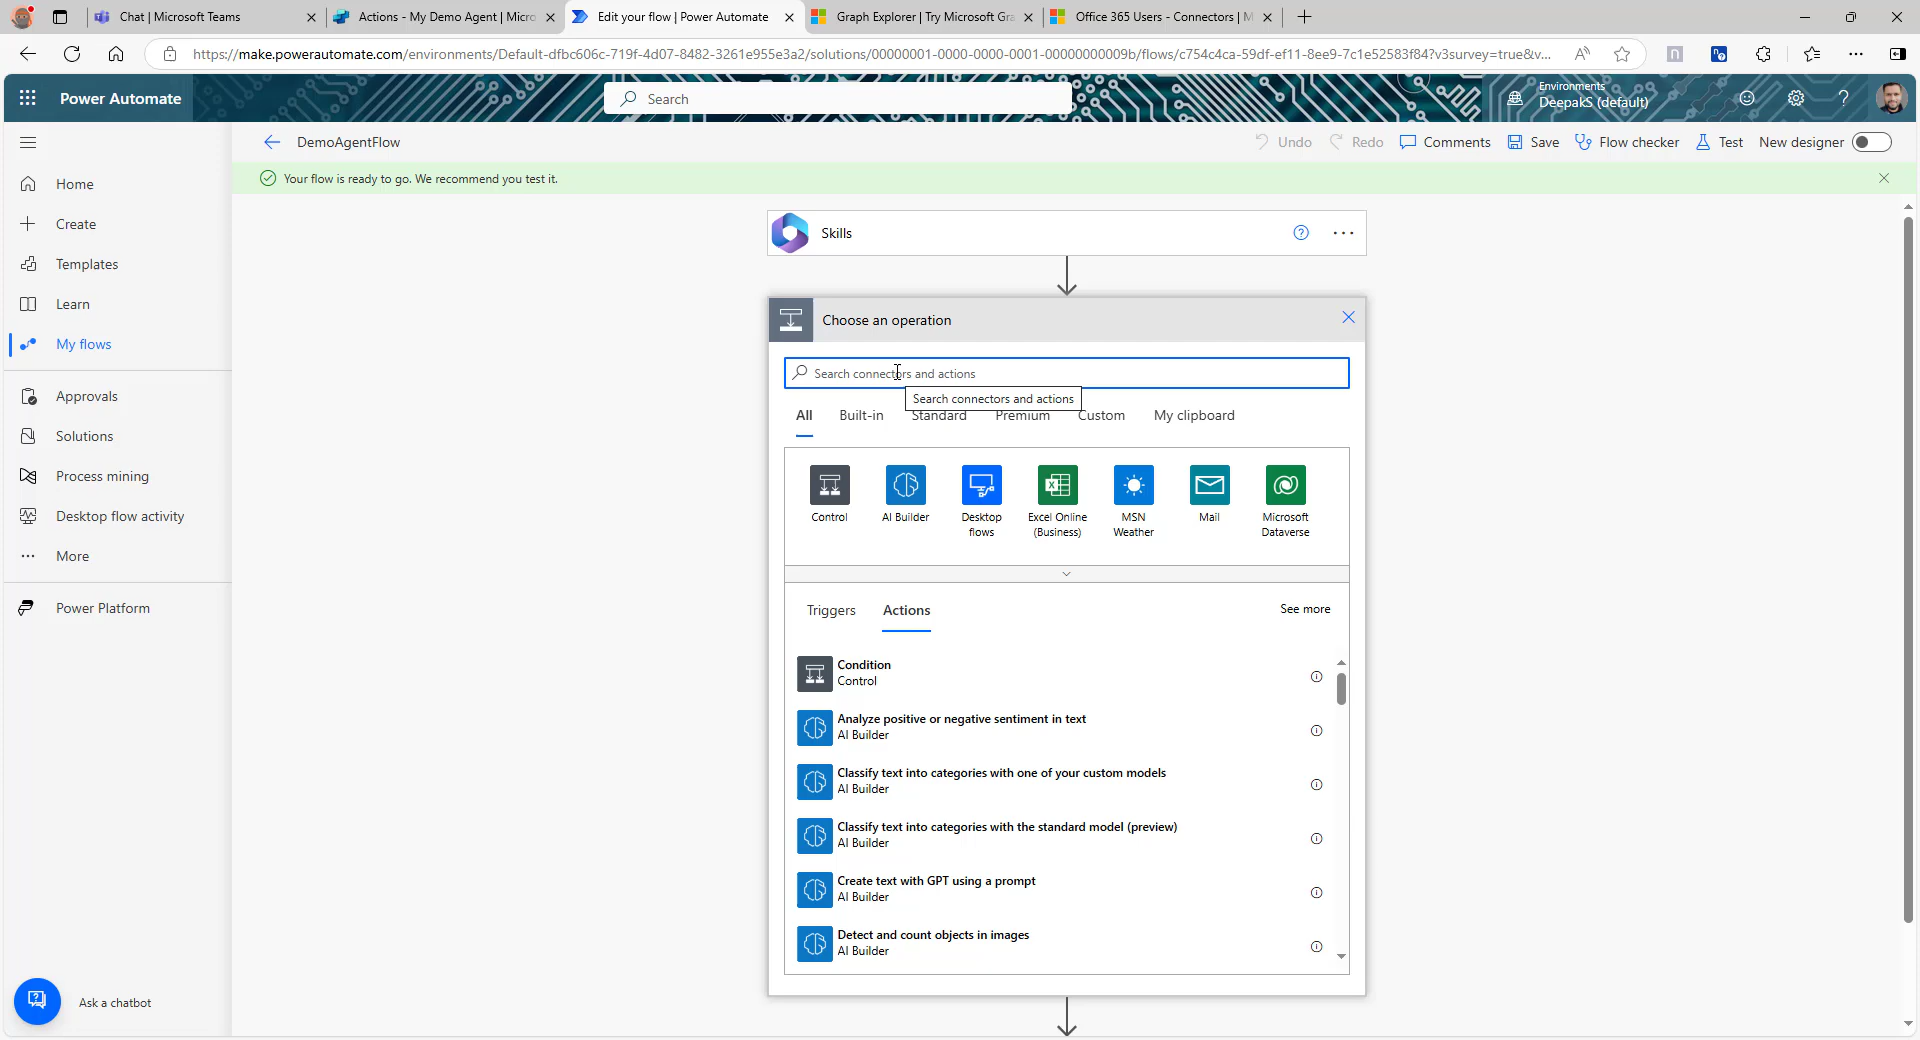 Chat | Microsoft Teams
Actions - My Demo Agent | Micro
Edit your flow | Power Automate
Graph Explorer | Try Microsoft Gra
Office 365 Users - Connectors | M
https://make.powerautomate.com/environments/Default-dfbc606c-719f-4d07-8482-3261e955e3a2/solutions/00000001-0000-0000-0001-00000000009b/flows/c754c4ca-59df-ef11-8ee9-7c1e52583f84?v3survey=true&v...
Power Automate
Search
Environments
DeepakS (default)
DemoAgentFlow
Undo
Redo
Comments
Save
Flow checker
Test
New designer
Your flow is ready to go. We recommend you test it.
Home
Create
Templates
Learn
My flows
Approvals
Solutions
Process mining
Desktop flow activity
More
Power Platform
Ask a chatbot
Skills
Choose an operation
Search connectors and actions
Search connectors and actions
All
Built-in
Standard
Premium
Custom
My clipboard
Control
AI Builder
Desktop
flows
Excel Online
(Business)
MSN
Weather
Mail
Microsoft
Dataverse
Triggers
Actions
See more
Condition
Control
Analyze positive or negative sentiment in text
AI Builder
Classify text into categories with one of your custom models
AI Builder
Classify text into categories with the standard model (preview)
AI Builder
Create text with GPT using a prompt
AI Builder
Detect and count objects in images
AI Builder